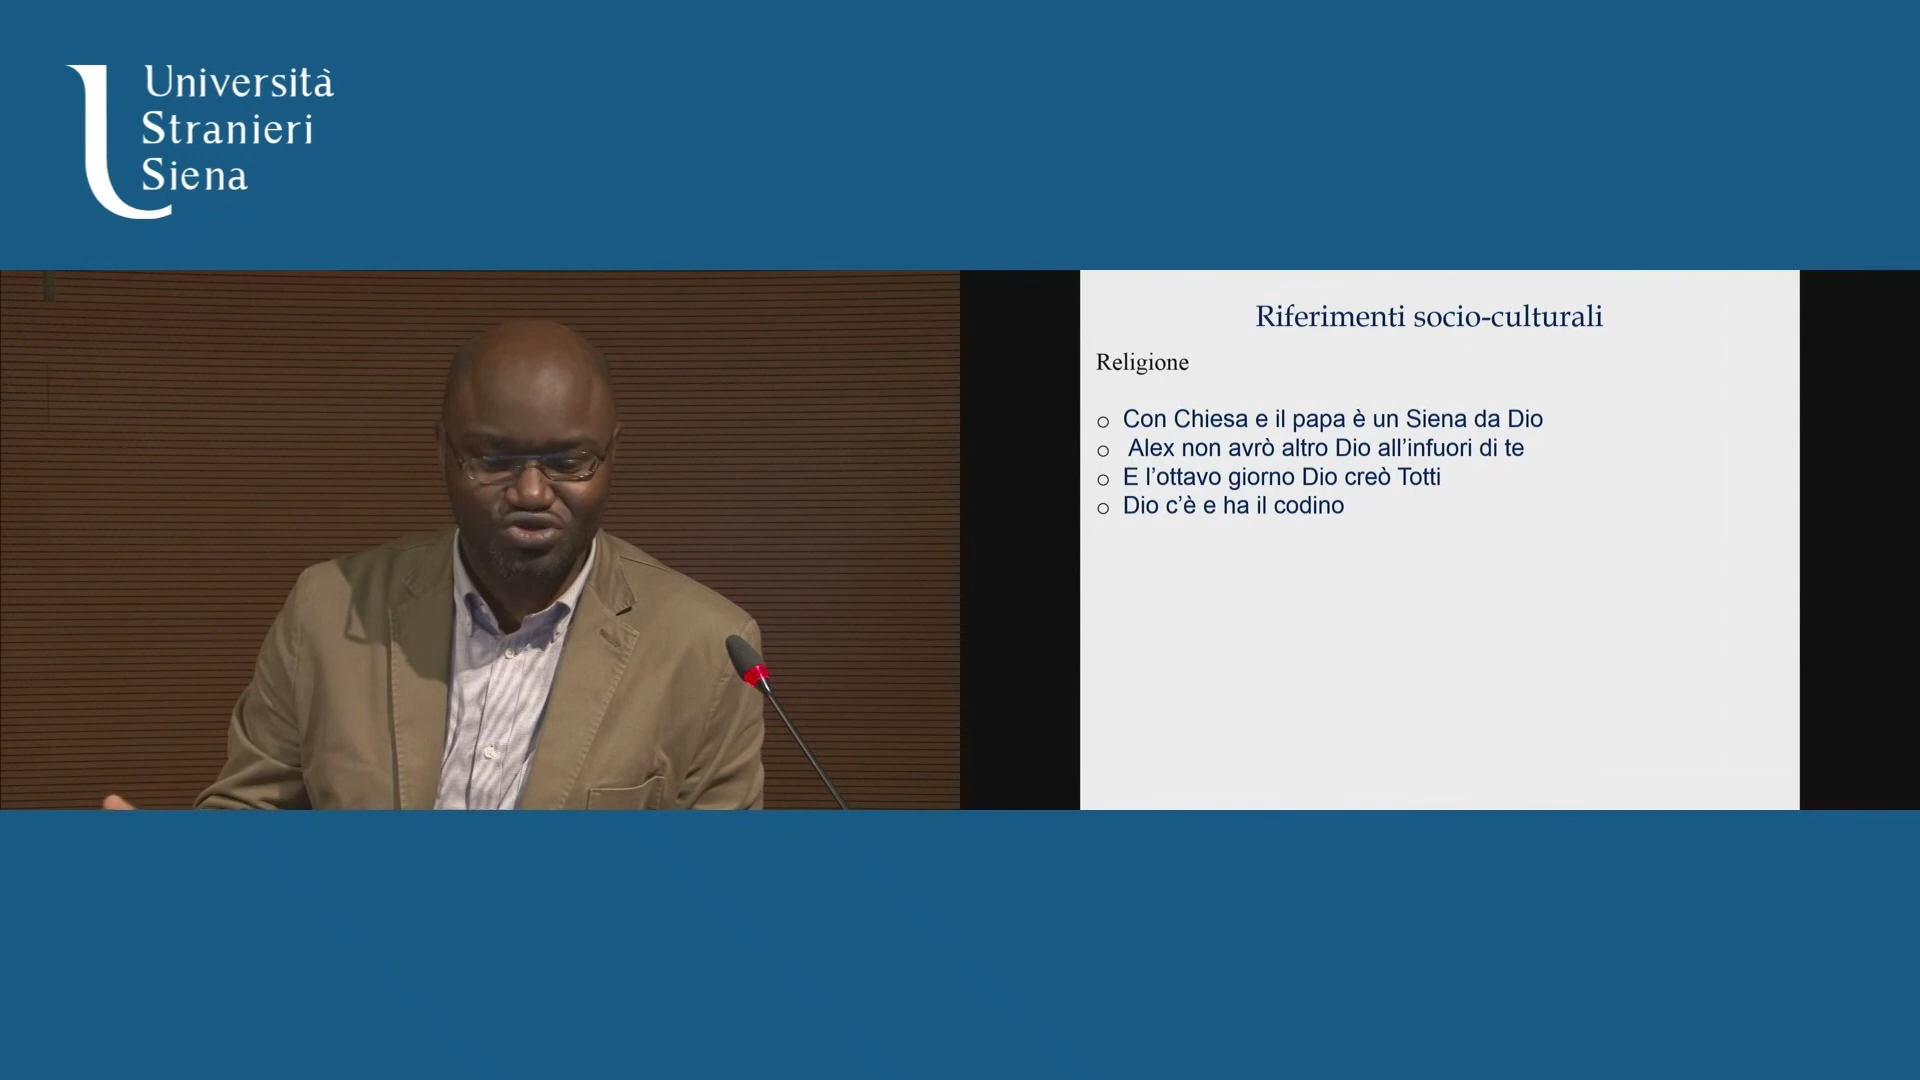 Università
Stranieri
Siena
Riferimenti socio-culturali
Religione
Con Chiesa e il papa è un Siena da Dio
Alex non avrò altro Dio all’infuori di te
E l’ottavo giorno Dio creò Totti
Dio c’è e ha il codino